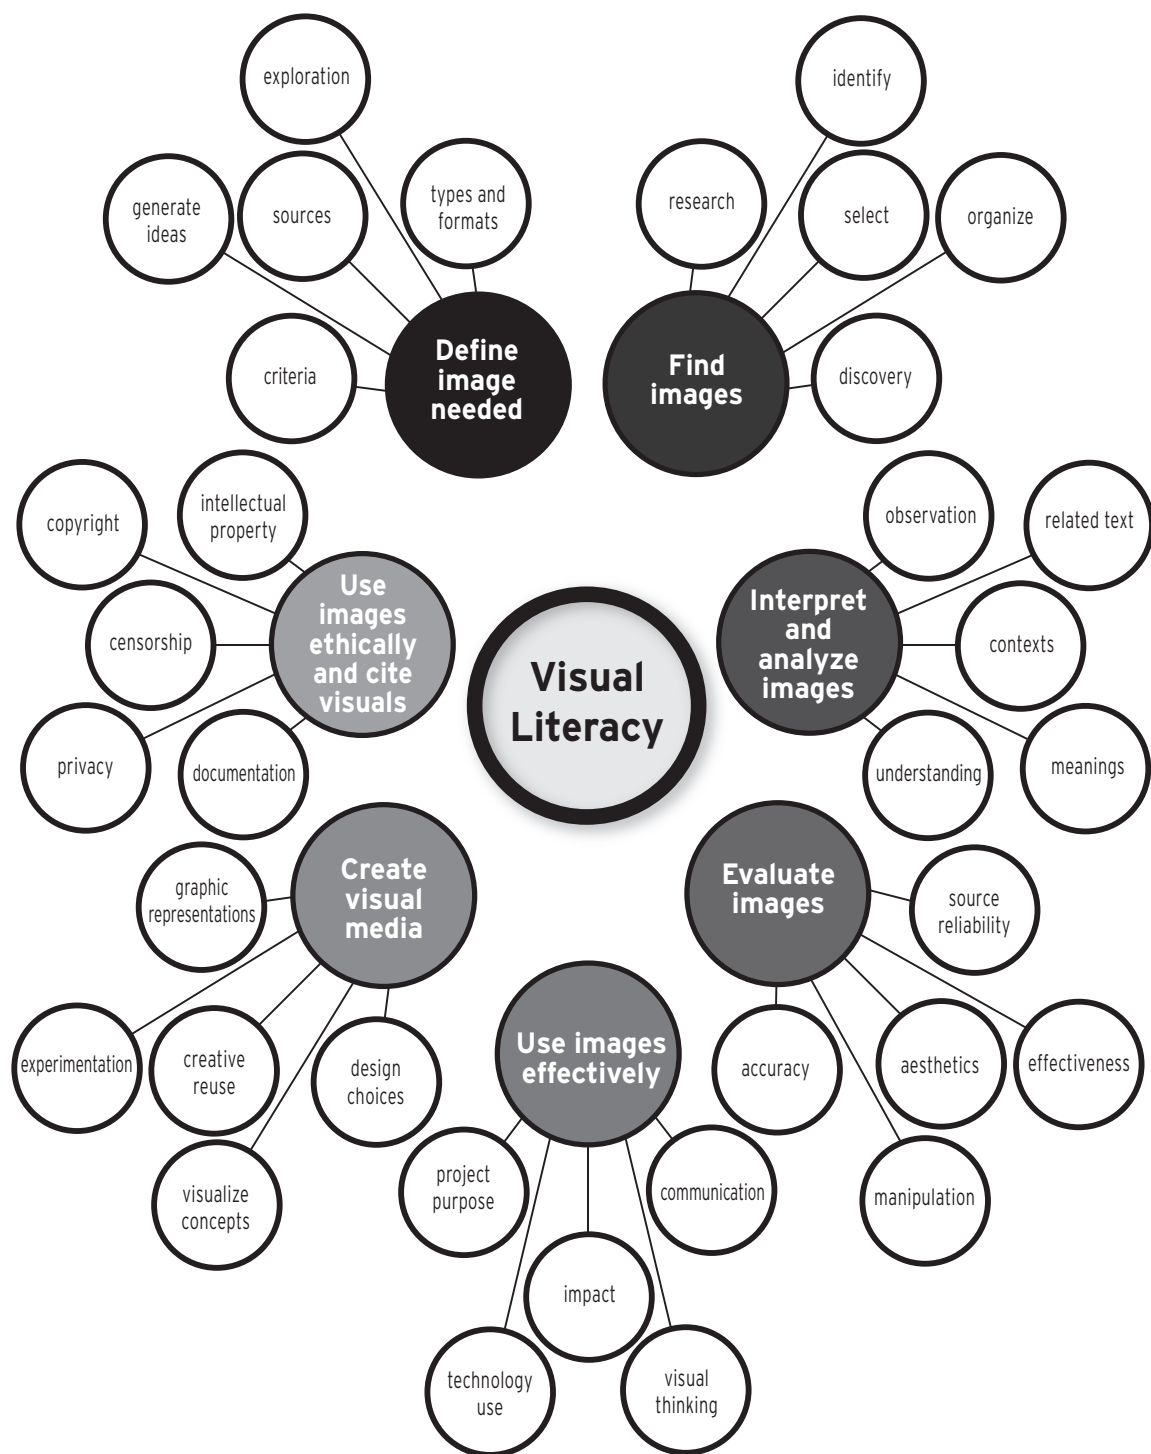 exploration
generate
ideas
sources
types and
formats
criteria
Define
image
needed
identify
research
select
organize
discovery
Find
images
copyright
intellectual
property
censorship
privacy
documentation
Use
images
ethically
and cite
visuals
Visual
Literacy
observation
related text
contexts
meanings
understanding
Interpret
and
analyze
images
graphic
representations
experimentation
creative
reuse
visualize
concepts
design
choices
Create
visual
media
Evaluate
images
source
reliability
effectiveness
aesthetics
accuracy
manipulation
Use images
effectively
project
purpose
communication
impact
technology
use
visual
thinking